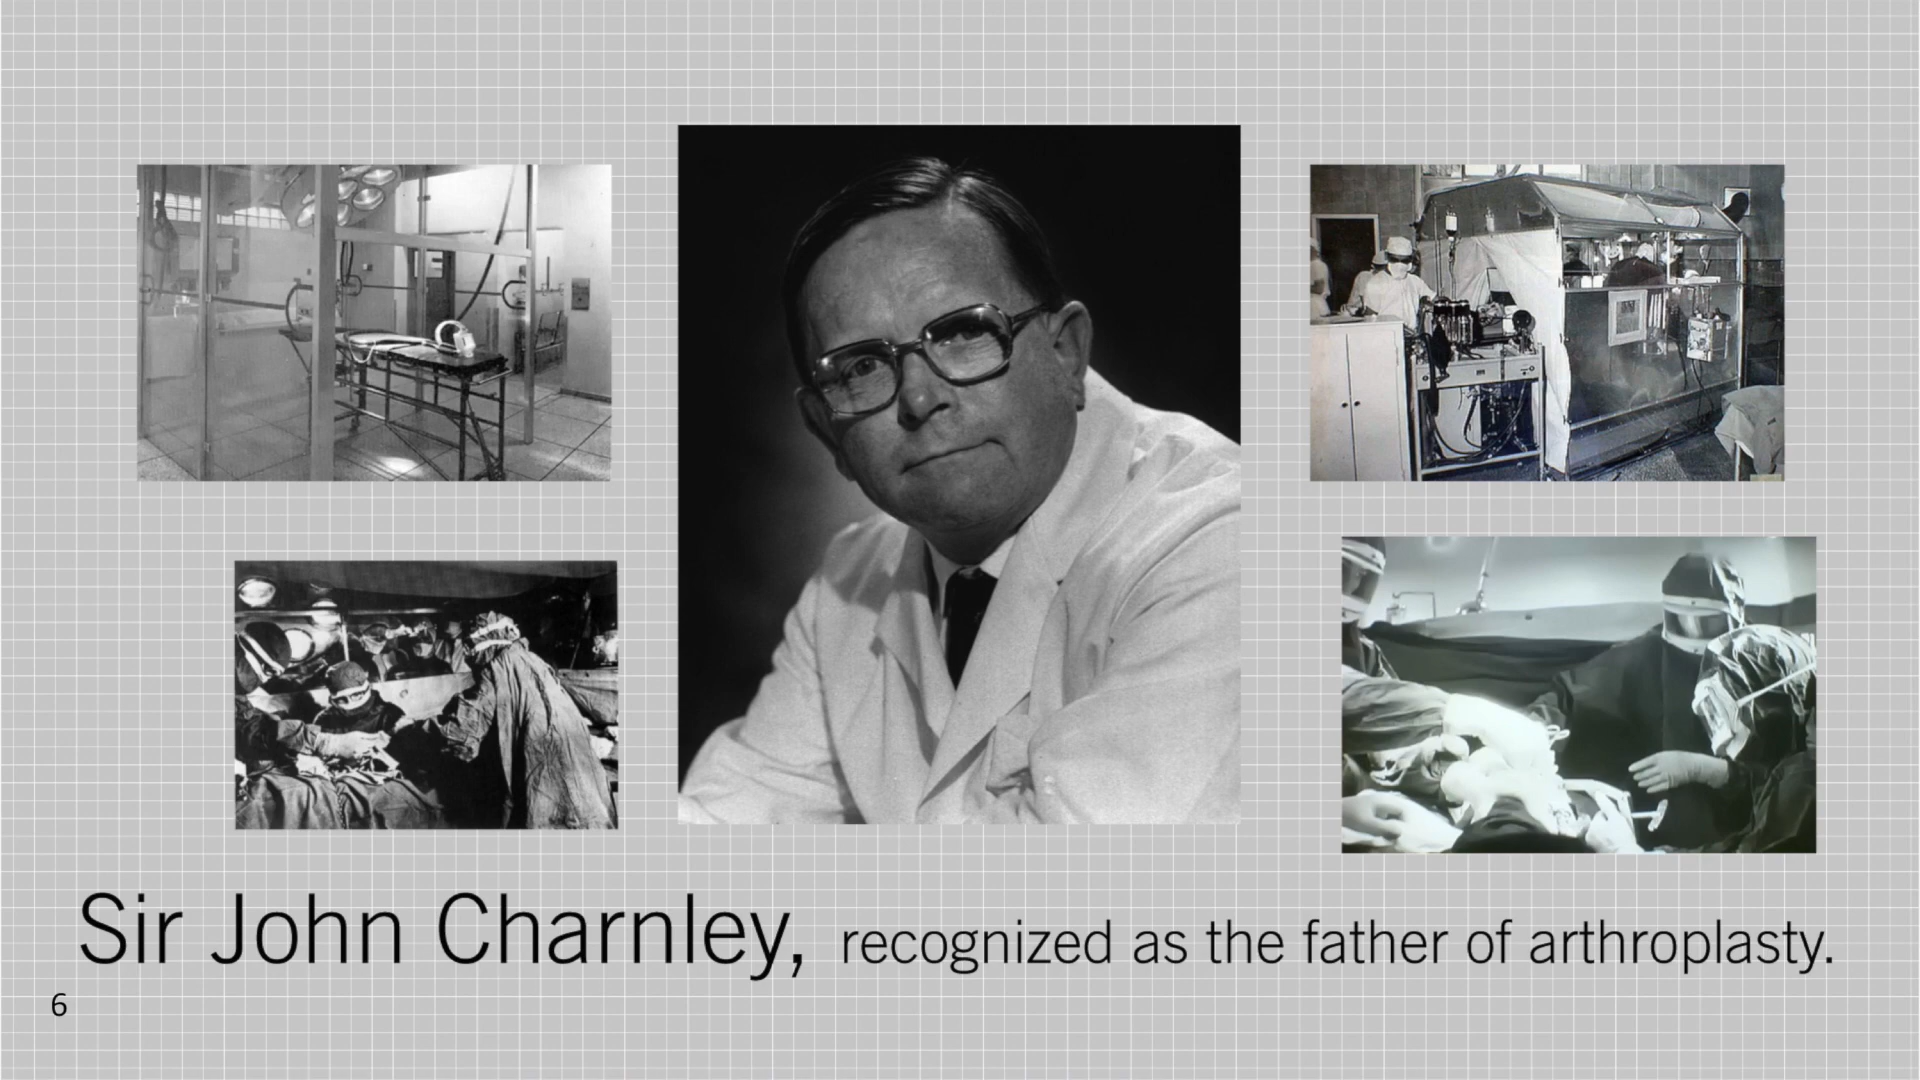 Sir John Charnley, recognized as the father of arthroplasty.
6